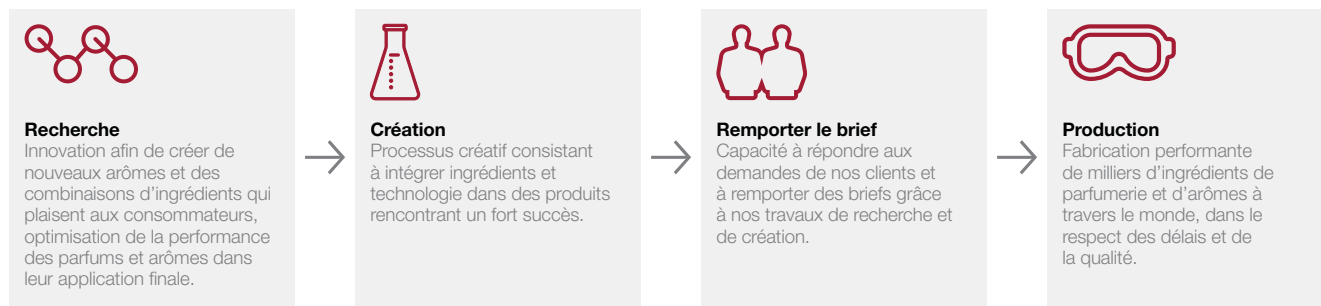 Recherche
Innovation afin de créer de
nouveaux arômes et des
combinaisons d'ingrédients qui
plaisent aux consommateurs,
optimisation de la performance
des parfums et arômes dans
leur application finale.
Création
Processus créatif consistant
à intégrer ingrédients et
technologie dans des produits
rencontrant un fort succès.
Remporter le brief
Capacité à répondre aux
demandes de nos clients et
à remporter des briefs grâce
à nos travaux de recherche et
de création.
Production
Fabrication performante
de milliers d'ingrédients de
parfumerie et d'arômes à
travers le monde, dans le
respect des délais et de
la qualité.